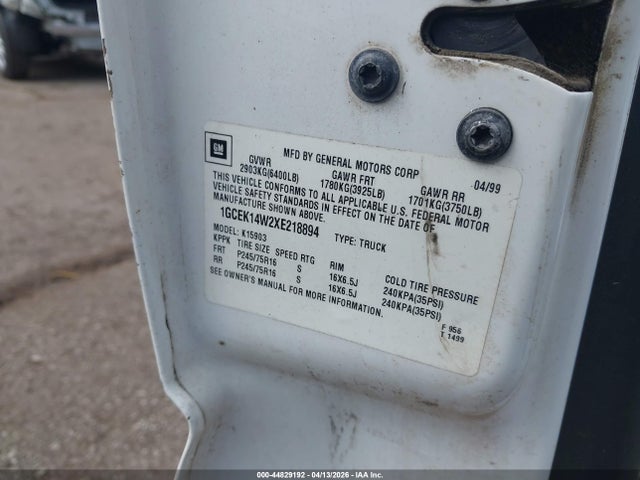 GM
MFD BY GENERAL MOTORS CORP 04/99
GVWR GAWR FRT GAWR RR
2903KG(6400LB) 1780KG(3925LB) 1701KG(3750LB)
THIS VEHICLE CONFORMS TO ALL APPLICABLE U.S. FEDERAL MOTOR
VEHICLE SAFETY STANDARDS IN EFFECT ON THE DATE OF
MANUFACTURE SHOWN ABOVE.
1GCEK14W2XE218894 TYPE: TRUCK
MODEL: K15903
KPPK TIRE SIZE SPEED RTG RIM COLD TIRE PRESSURE
FRT P245/75R16 S 16X6.5J 240KPA(35PSI)
RR P245/75R16 S 16X6.5J 240KPA(35PSI)
SEE OWNER'S MANUAL FOR MORE INFORMATION.
F 956
T 1499
000-44829192 - 04/13/2026 - IAA Inc.